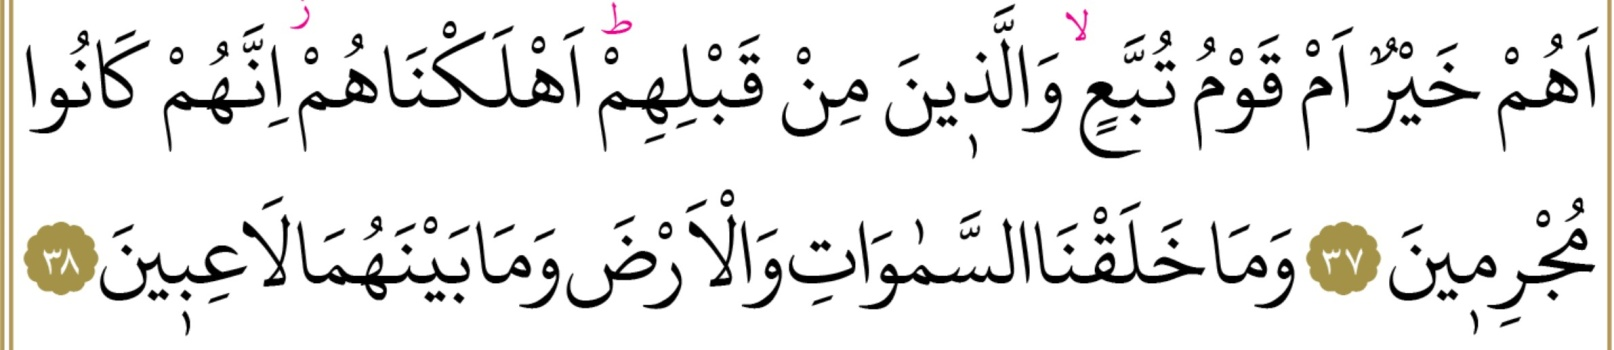 اَهُمْ خَيْرٌ اَمْ قَوْمُ تُبَّعٍۙ وَالَّذ۪ينَ مِنْ قَبْلِهِمْۜ اَهْلَكْنَاهُمْۘ اِنَّهُمْ كَانُوا
مُجْرِم۪ينَ ﴿٣٧﴾ وَمَا خَلَقْنَا السَّمٰوَاتِ وَالْاَرْضَ وَمَا بَيْنَهُمَا لَاعِب۪ينَ ﴿٣٨﴾